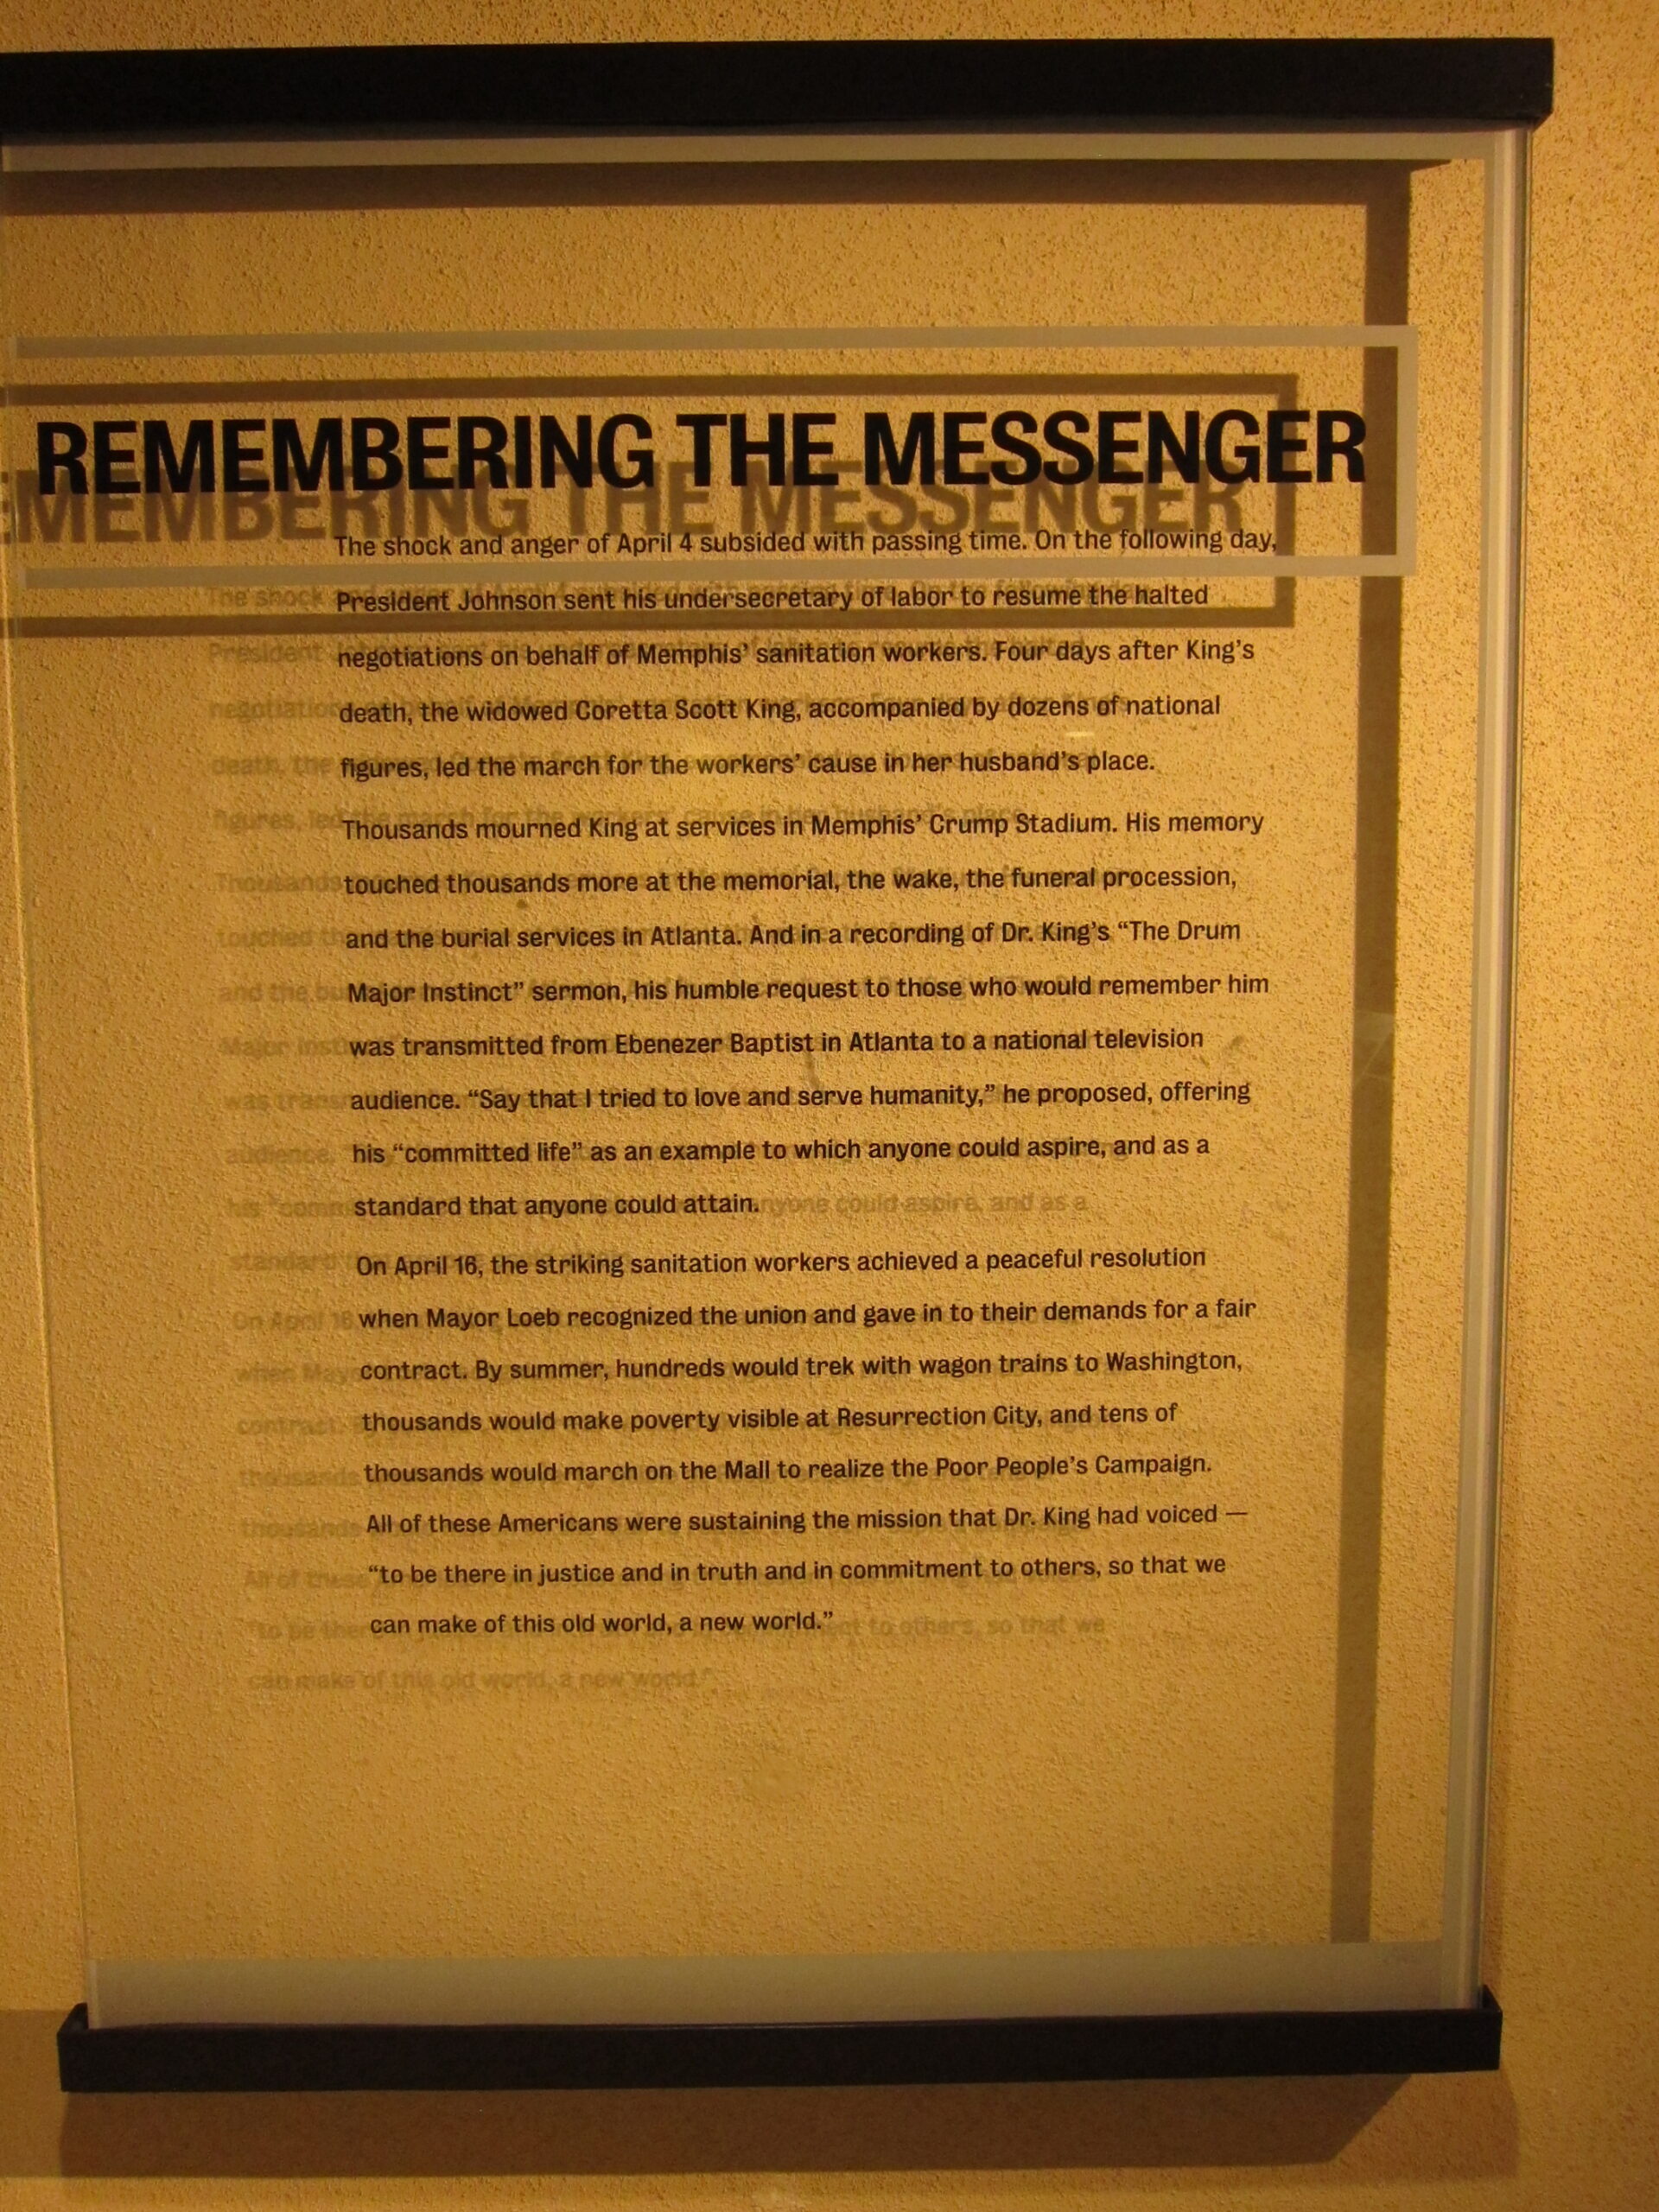 REMEMBERING THE MESSENGER
The shock and anger of April 4 subsided with passing time. On the following day,
President Johnson sent his undersecretary of labor to resume the halted
negotiations on behalf of Memphis’ sanitation workers. Four days after King’s
death, the widowed Coretta Scott King, accompanied by dozens of national
figures, led the march for the workers’ cause in her husband’s place.
Thousands mourned King at services in Memphis’ Crump Stadium. His memory
touched thousands more at the memorial, the wake, the funeral procession,
and the burial services in Atlanta. And in a recording of Dr. King’s “The Drum
Major Instinct” sermon, his humble request to those who would remember him
was transmitted from Ebenezer Baptist in Atlanta to a national television
audience. “Say that I tried to love and serve humanity,” he proposed, offering
his “committed life” as an example to which anyone could aspire, and as a
standard that anyone could attain.
On April 16, the striking sanitation workers achieved a peaceful resolution
when Mayor Loeb recognized the union and gave in to their demands for a fair
contract. By summer, hundreds would trek with wagon trains to Washington,
thousands would make poverty visible at Resurrection City, and tens of
thousands would march on the Mall to realize the Poor People’s Campaign.
All of these Americans were sustaining the mission that Dr. King had voiced —
“to be there in justice and in truth and in commitment to others, so that we
can make of this old world, a new world.”